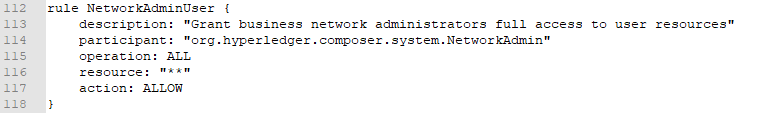 112 rule NetworkAdminUser {
113     description: "Grant business network administrators full access to user resources"
114     participant: "org.hyperledger.composer.system.NetworkAdmin"
115     operation: ALL
116     resource: "**"
117     action: ALLOW
118 }